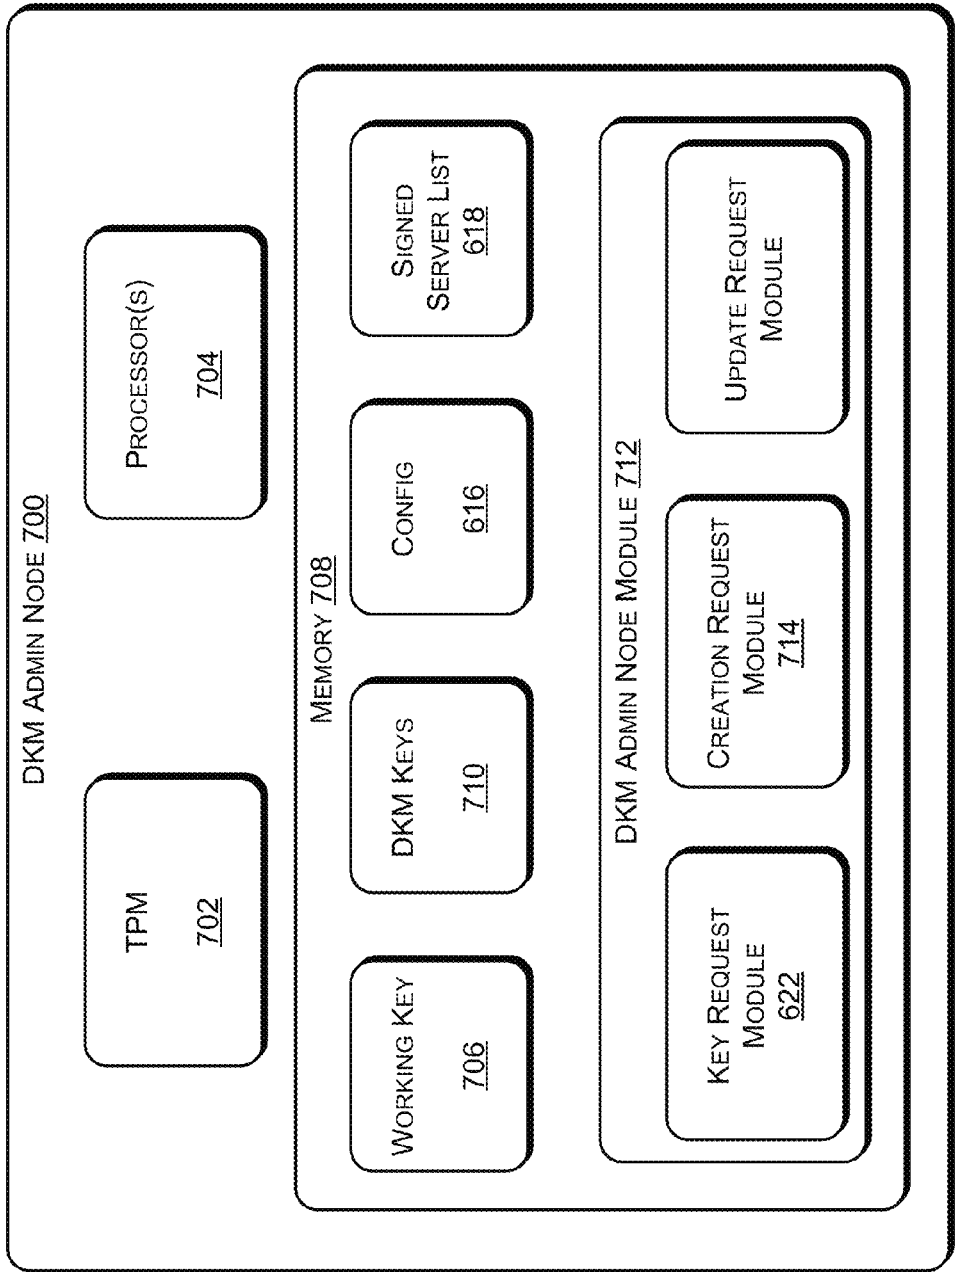 DKM ADMIN NODE 700
TPM
702
PROCESSOR(S)
704
MEMORY 708
WORKING KEY
706
DKM KEYS
710
CONFIG
616
SIGNED
SERVER LIST
618
DKM ADMIN NODE MODULE 712
KEY REQUEST
MODULE
622
CREATION REQUEST
MODULE
714
UPDATE REQUEST
MODULE